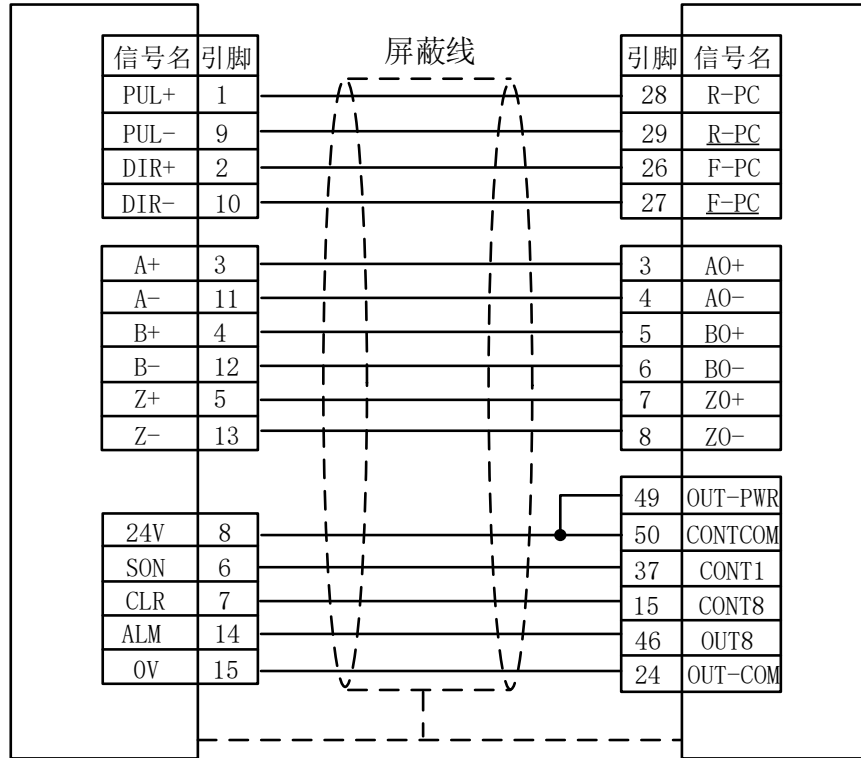 屏蔽线
信号名 引脚 引脚 信号名
PUL+ 1 28 R-PC
PUL- 9 29 R-PC
DIR+ 2 26 F-PC
DIR- 10 27 F-PC
A+ 3 3 AO+
A- 11 4 AO-
B+ 4 5 BO+
B- 12 6 BO-
Z+ 5 7 ZO+
Z- 13 8 ZO-
49 OUT-PWR
24V 8 50 CONTCOM
SON 6 37 CONT1
CLR 7 15 CONT8
ALM 14 46 OUT8
0V 15 24 OUT-COM